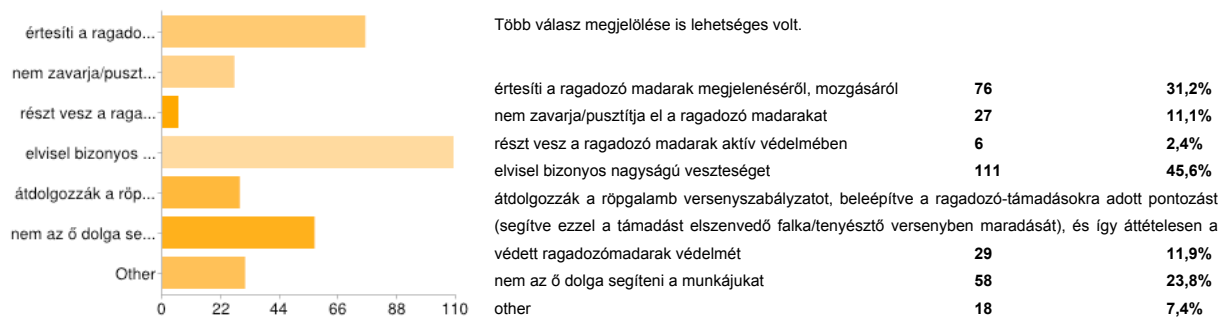 értesíti a ragado...
nem zavarja/puszt...
részt vesz a raga...
elvisel bizonyos ...
átdolgozzák a röp...
nem az ő dolga se...
Other
0 22 44 66 88 110
Több válasz megjelölése is lehetséges volt.
értesíti a ragadozó madarak megjelenéséről, mozgásáról 76 31,2%
nem zavarja/pusztítja el a ragadozó madarakat 27 11,1%
részt vesz a ragadozó madarak aktív védelmében 6 2,4%
elvisel bizonyos nagyságú veszteséget 111 45,6%
átdolgozzák a röpgalamb versenyszabályzatot, beleépítve a ragadozó-támadásokra adott pontozást
(segítve ezzel a támadást elszenvedő falka/tenyésztő versenyben maradását), és így áttételesen a
védett ragadozómadarak védelmét 29 11,9%
nem az ő dolga segíteni a munkájukat 58 23,8%
other 18 7,4%